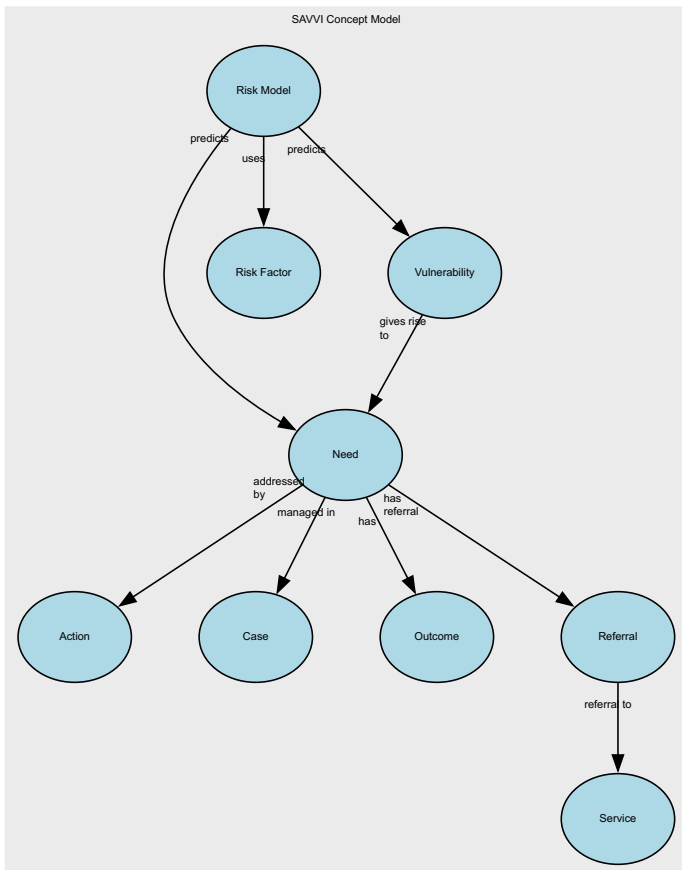 SAVVI Concept Model
Risk Model
predicts
uses
predicts
Risk Factor
Vulnerability
gives rise
to
Need
addressed
by
managed in
has
has
referral
Action
Case
Outcome
Referral
referral to
Service